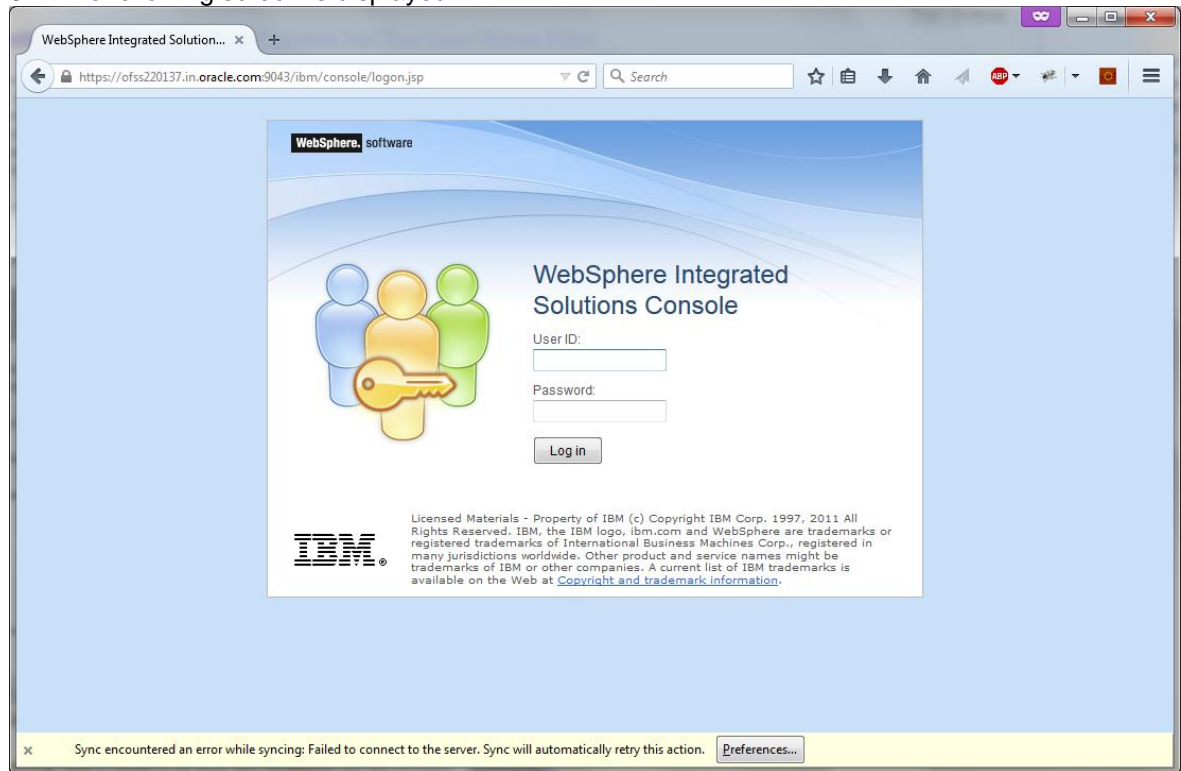 WebSphere Integrated Solution... × +
https://ofss220137.in.oracle.com:9043/ibm/console/logon.jsp Search ABP
WebSphere. software
WebSphere Integrated
Solutions Console
User ID:
Password:
Log in
Licensed Materials - Property of IBM (c) Copyright IBM Corp. 1997, 2011 All
Rights Reserved. IBM, the IBM logo, ibm.com and WebSphere are trademarks or
registered trademarks of International Business Machines Corp., registered in
many jurisdictions worldwide. Other product and service names might be
trademarks of IBM or other companies. A current list of IBM trademarks is
available on the Web at Copyright and trademark information.
IBM®
× Sync encountered an error while syncing: Failed to connect to the server. Sync will automatically retry this action. Preferences...